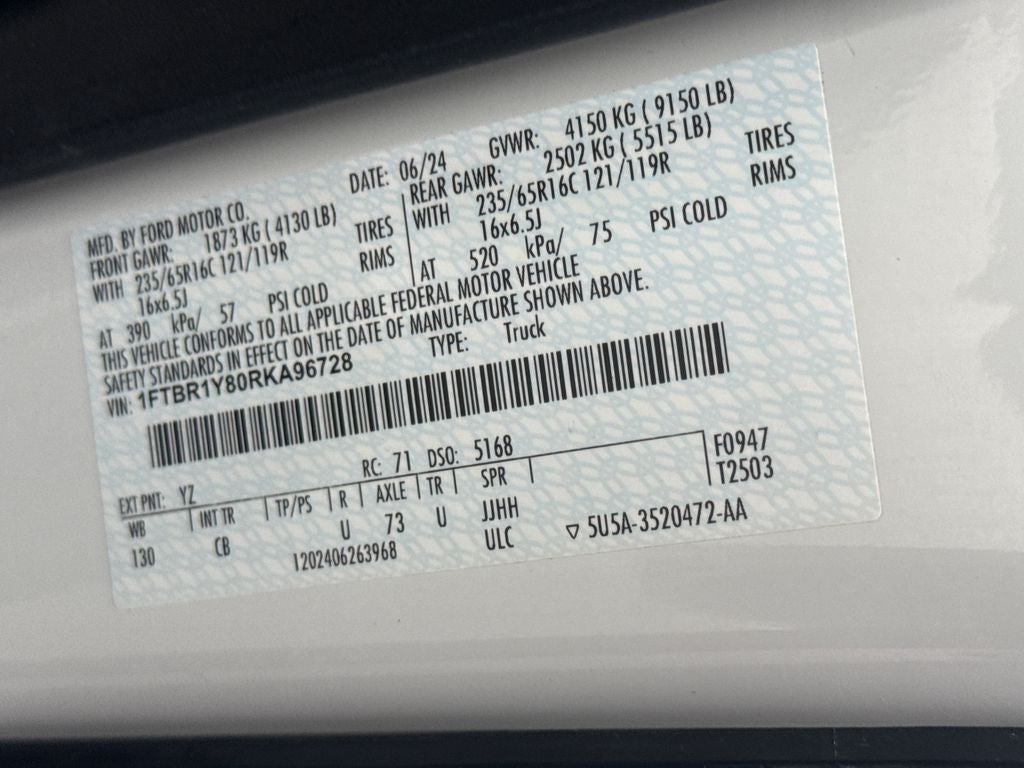 MFD. BY FORD MOTOR CO.
DATE: 06/24
GVWR: 4150 KG ( 9150 LB)
FRONT GAWR: 1873 KG ( 4130 LB)
WITH 235/65R16C 121/119R TIRES
16x6.5J RIMS
AT 390 kPa/ 57 PSI COLD
REAR GAWR: 2502 KG ( 5515 LB)
WITH 235/65R16C 121/119R TIRES
16x6.5J RIMS
AT 520 kPa/ 75 PSI COLD
THIS VEHICLE CONFORMS TO ALL APPLICABLE FEDERAL MOTOR VEHICLE
SAFETY STANDARDS IN EFFECT ON THE DATE OF MANUFACTURE SHOWN ABOVE.
VIN: 1FTBR1Y80RKA96728
TYPE: Truck
EXT PNT: YZ RC: 71 DSO: 5168
WB INT TR TP/PS R AXLE TR SPR
130 CB U 73 U JJHH
ULC
1202406263968
F0947
T2503
▽ 5U5A-3520472-AA